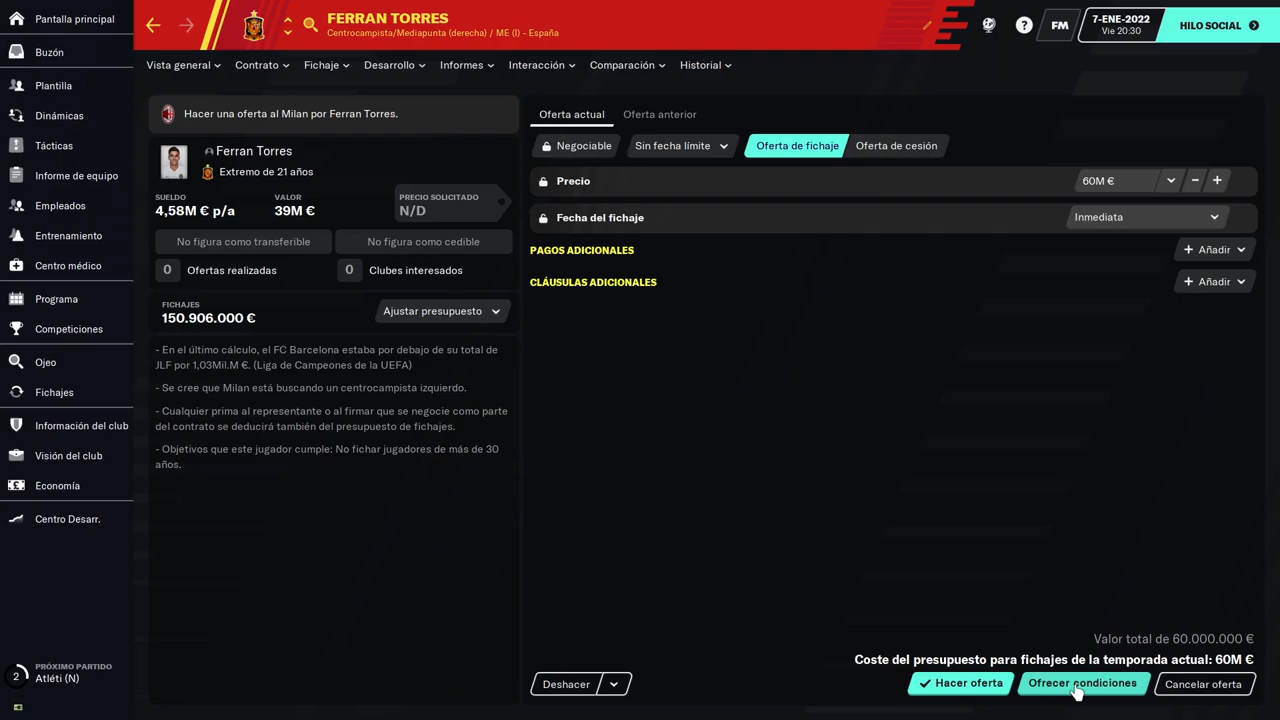 Pantalla principal
Buzón
Plantilla
Dinámicas
Tácticas
Informe de equipo
Empleados
Entrenamiento
Centro médico
Programa
Competiciones
Ojeo
Fichajes
Información del club
Visión del club
Economía
Centro Desarr.
2
PRÓXIMO PARTIDO
Atléti (N)
FERRAN TORRES
Centrocampista/Mediapunta (derecha) / ME (I) - España
?
FM
7-ENE-2022
Vie 20:30
HILO SOCIAL
Vista general
Contrato
Fichaje
Desarrollo
Informes
Interacción
Comparación
Historial
Hacer una oferta al Milan por Ferran Torres.
Ferran Torres
Extremo de 21 años
SUELDO
4,58M € p/a
VALOR
39M €
PRECIO SOLICITADO
N/D
No figura como transferible
No figura como cedible
0 Ofertas realizadas
0 Clubes interesados
FICHAJES
150.906.000 €
Ajustar presupuesto
- En el último cálculo, el FC Barcelona estaba por debajo de su total de
JLF por 1,03Mil.M €. (Liga de Campeones de la UEFA)
- Se cree que Milan está buscando un centrocampista izquierdo.
- Cualquier prima al representante o al firmar que se negocie como parte
del contrato se deducirá también del presupuesto de fichajes.
- Objetivos que este jugador cumple: No fichar jugadores de más de 30
años.
Oferta actual
Oferta anterior
Negociable
Sin fecha límite
Oferta de fichaje
Oferta de cesión
Precio
60M €
- +
Fecha del fichaje
Inmediata
PAGOS ADICIONALES
+ Añadir
CLÁUSULAS ADICIONALES
+ Añadir
Valor total de 60.000.000 €
Coste del presupuesto para fichajes de la temporada actual: 60M €
Deshacer
Hacer oferta
Ofrecer condiciones
Cancelar oferta